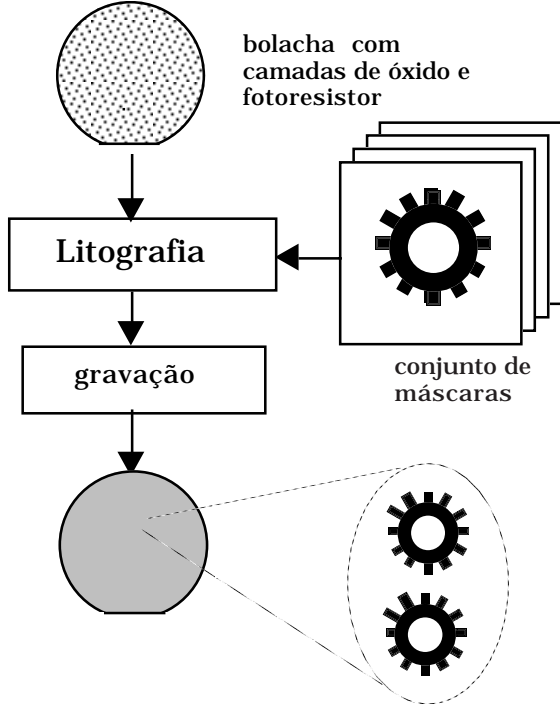 bolacha com
camadas de óxido e
fotoresistor
Litografia
gravação
conjunto de
máscaras